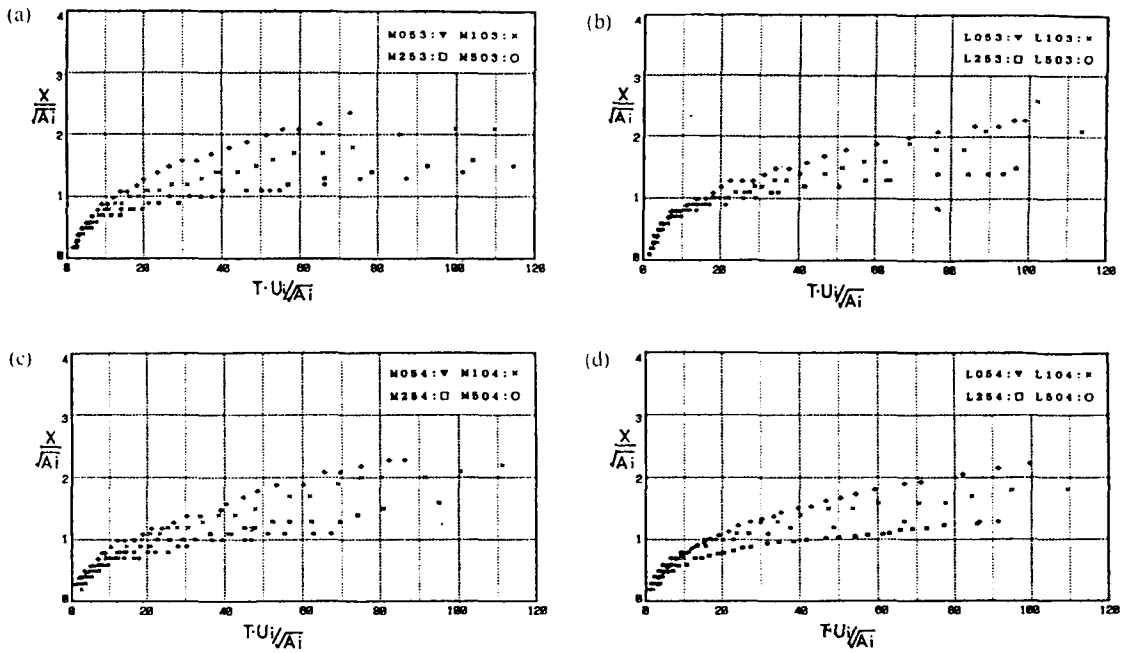 (a)
M053:▼ M103:×
M253:□ M503:○
4
3
X/√Ai
2
1
0
0 20 40 60 80 100 120
T·Ui/√Ai
(b)
L053:▼ L103:×
L253:□ L503:○
4
3
X/√Ai
2
1
0
0 20 40 60 80 100 120
T·Ui/√Ai
(c)
M054:▼ M104:×
M254:□ M504:○
4
3
X/√Ai
2
1
0
0 20 40 60 80 100 120
T·Ui/√Ai
(d)
L054:▼ L104:×
L254:□ L504:○
4
3
X/√Ai
2
1
0
0 20 40 60 80 100 120
T·Ui/√Ai